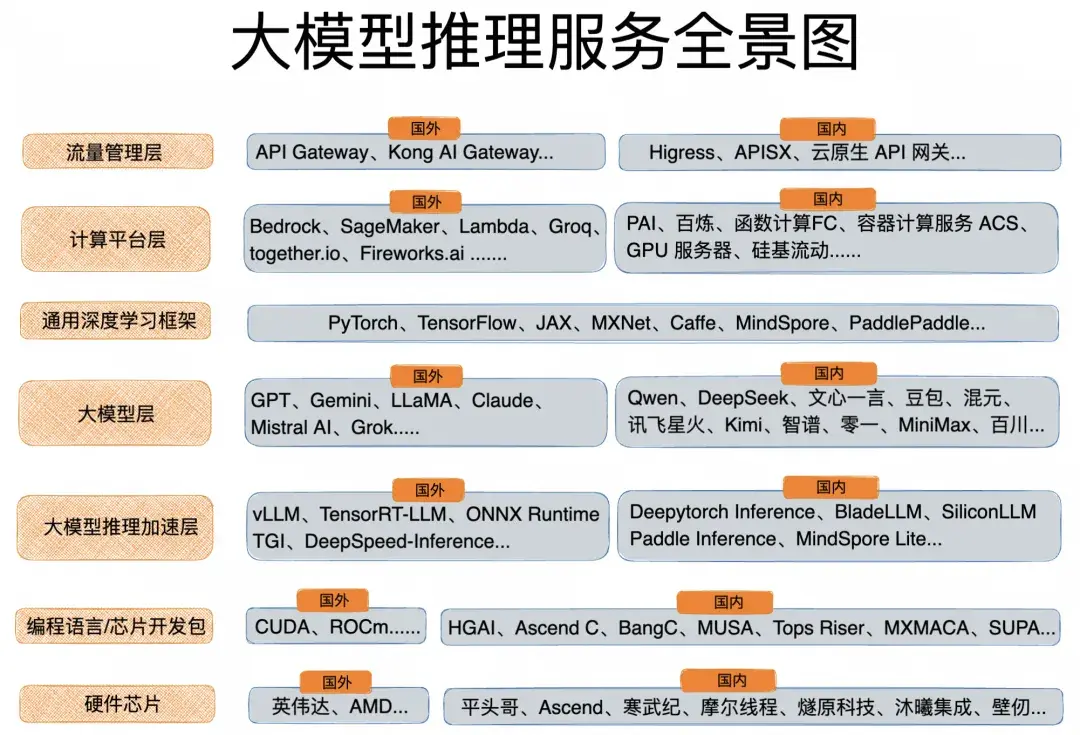 大模型推理服务全景图
流量管理层
国外
API Gateway、Kong AI Gateway...
国内
Higress、APISX、云原生 API 网关...
计算平台层
国外
Bedrock、SageMaker、Lambda、Groq、
together.io、Fireworks.ai .......
国内
PAI、百炼、函数计算FC、容器计算服务 ACS、
GPU 服务器、硅基流动......
通用深度学习框架
PyTorch、TensorFlow、JAX、MXNet、Caffe、MindSpore、PaddlePaddle...
大模型层
国外
GPT、Gemini、LLaMA、Claude、
Mistral AI、Grok.....
国内
Qwen、DeepSeek、文心一言、豆包、混元、
讯飞星火、Kimi、智谱、零一、MiniMax、百川...
大模型推理加速层
国外
vLLM、TensorRT-LLM、ONNX Runtime
TGI、DeepSpeed-Inference...
国内
Deepytorch Inference、BladeLLM、SiliconLLM
Paddle Inference、MindSpore Lite...
编程语言/芯片开发包
国外
CUDA、ROCm......
国内
HGAI、Ascend C、BangC、MUSA、Tops Riser、MXMACA、SUPA...
硬件芯片
国外
英伟达、AMD...
国内
平头哥、Ascend、寒武纪、摩尔线程、燧原科技、沐曦集成、壁仞...